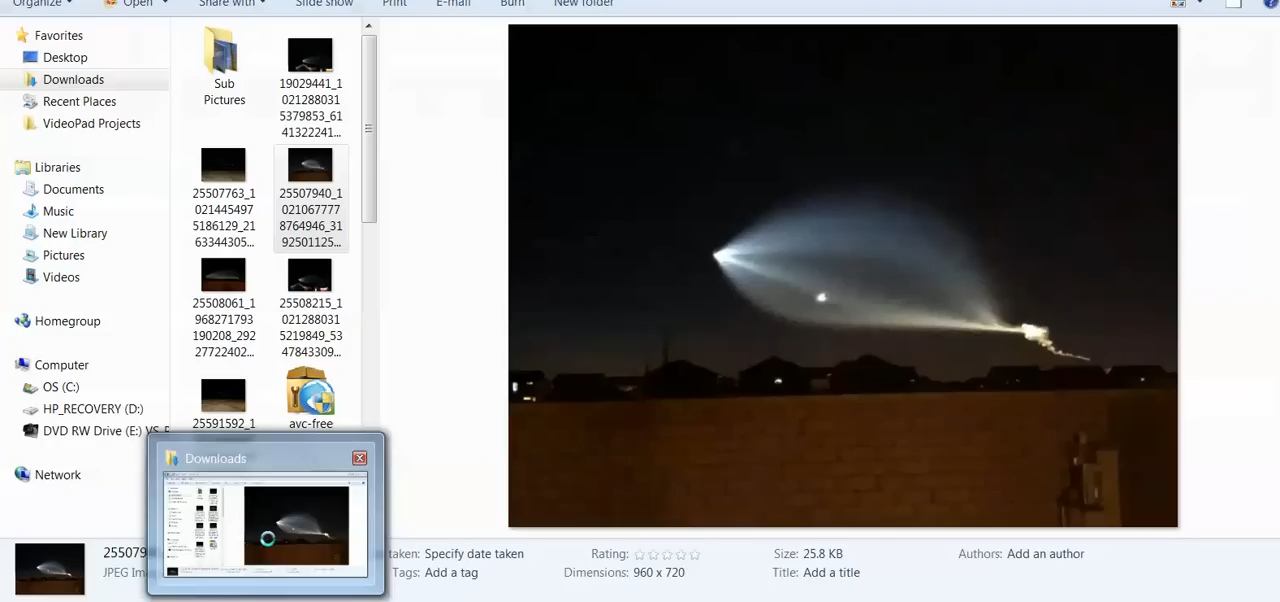 Organize Open Share with Slide show Print E-mail Burn New folder
Favorites
Desktop
Downloads
Recent Places
VideoPad Projects
Libraries
Documents
Music
New Library
Pictures
Videos
Homegroup
Computer
OS (C:)
HP_RECOVERY (D:)
DVD RW Drive (E:) VS_P
Network
Sub
Pictures
19029441_1
021288031
5379853_61
41322241...
25507763_1
021445497
5186129_21
63344305...
25507940_1
021067777
8764946_31
92501125...
25508061_1
968271793
190208_292
27722402...
25508215_1
021288031
5219849_53
47843309...
25591592_1
avc-free
Downloads
255079
JPEG Im
taken: Specify date taken
Tags: Add a tag
Rating:
Dimensions: 960 x 720
Size: 25.8 KB
Title: Add a title
Authors: Add an author